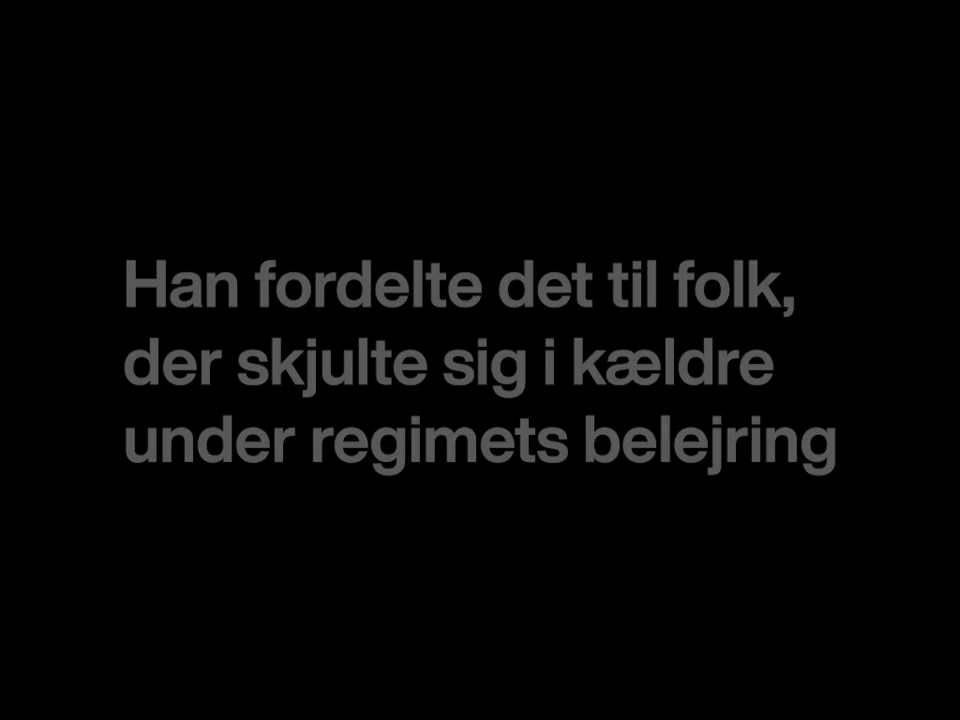 Han fordelte det til folk,
der skjulte sig i kældre
under regimets belejring